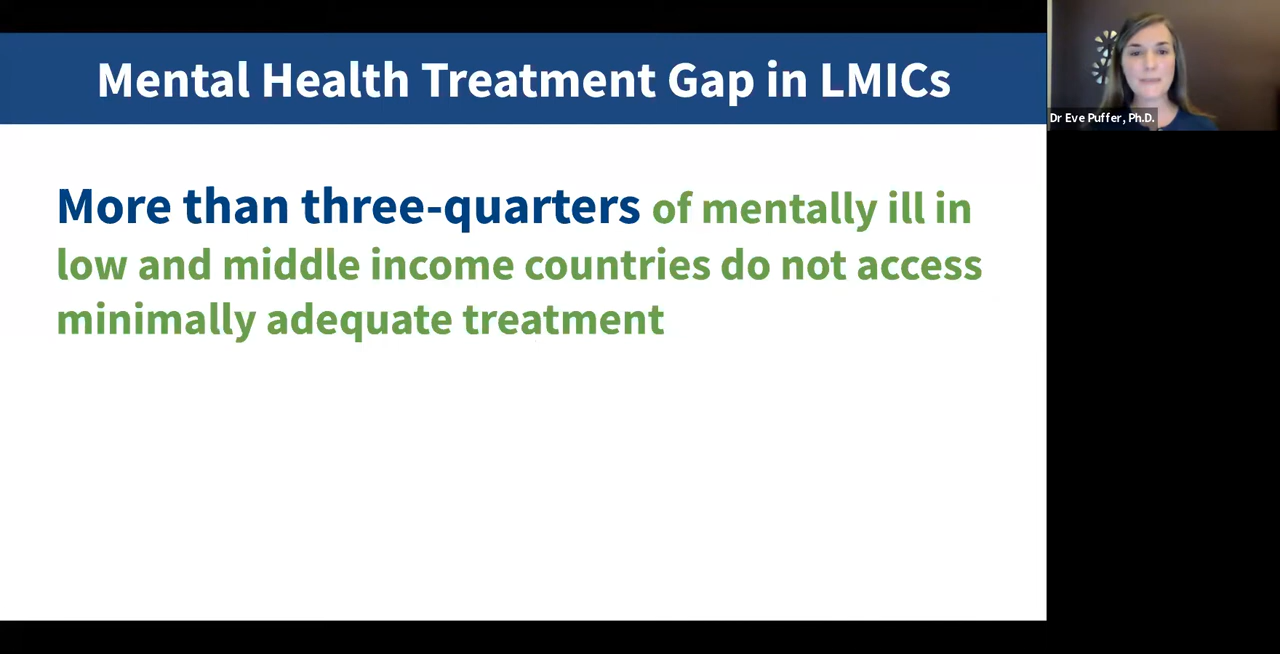 Mental Health Treatment Gap in LMICs
More than three-quarters of mentally ill in
low and middle income countries do not access
minimally adequate treatment
Dr Eve Puffer, Ph.D.